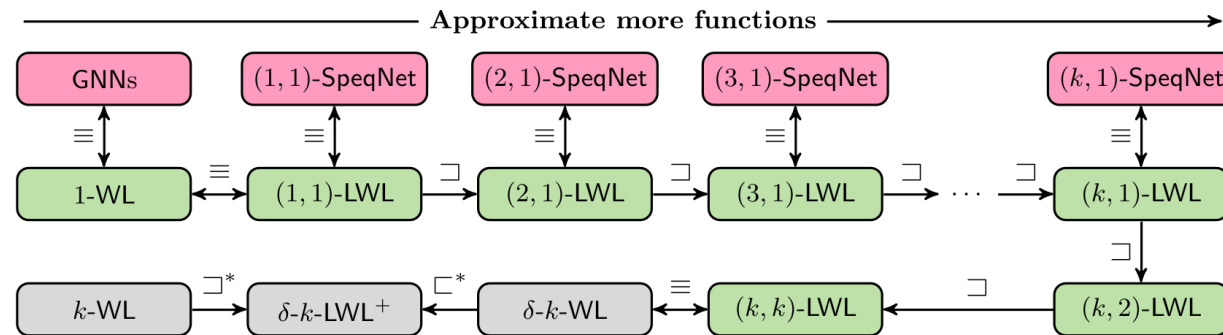 Approximate more functions
GNNs (1, 1)-SpeqNet (2, 1)-SpeqNet (3, 1)-SpeqNet (k, 1)-SpeqNet
≡ ≡ ≡ ≡ ≡
≡ ⊐ ⊐ ⊐ ⊐
1-WL (1, 1)-LWL (2, 1)-LWL (3, 1)-LWL ··· (k, 1)-LWL
⊐
⊐* ⊏* ≡ ⊐
k-WL δ-k-LWL⁺ δ-k-WL (k, k)-LWL (k, 2)-LWL